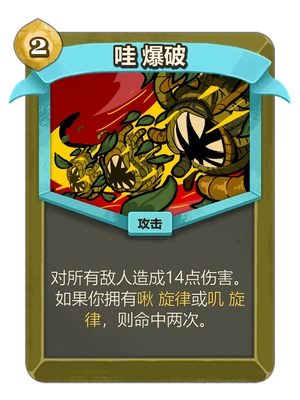 2
哇 爆破
攻击
对所有敌人造成14点伤害。
如果你拥有啾 旋律或叽 旋
律，则命中两次。